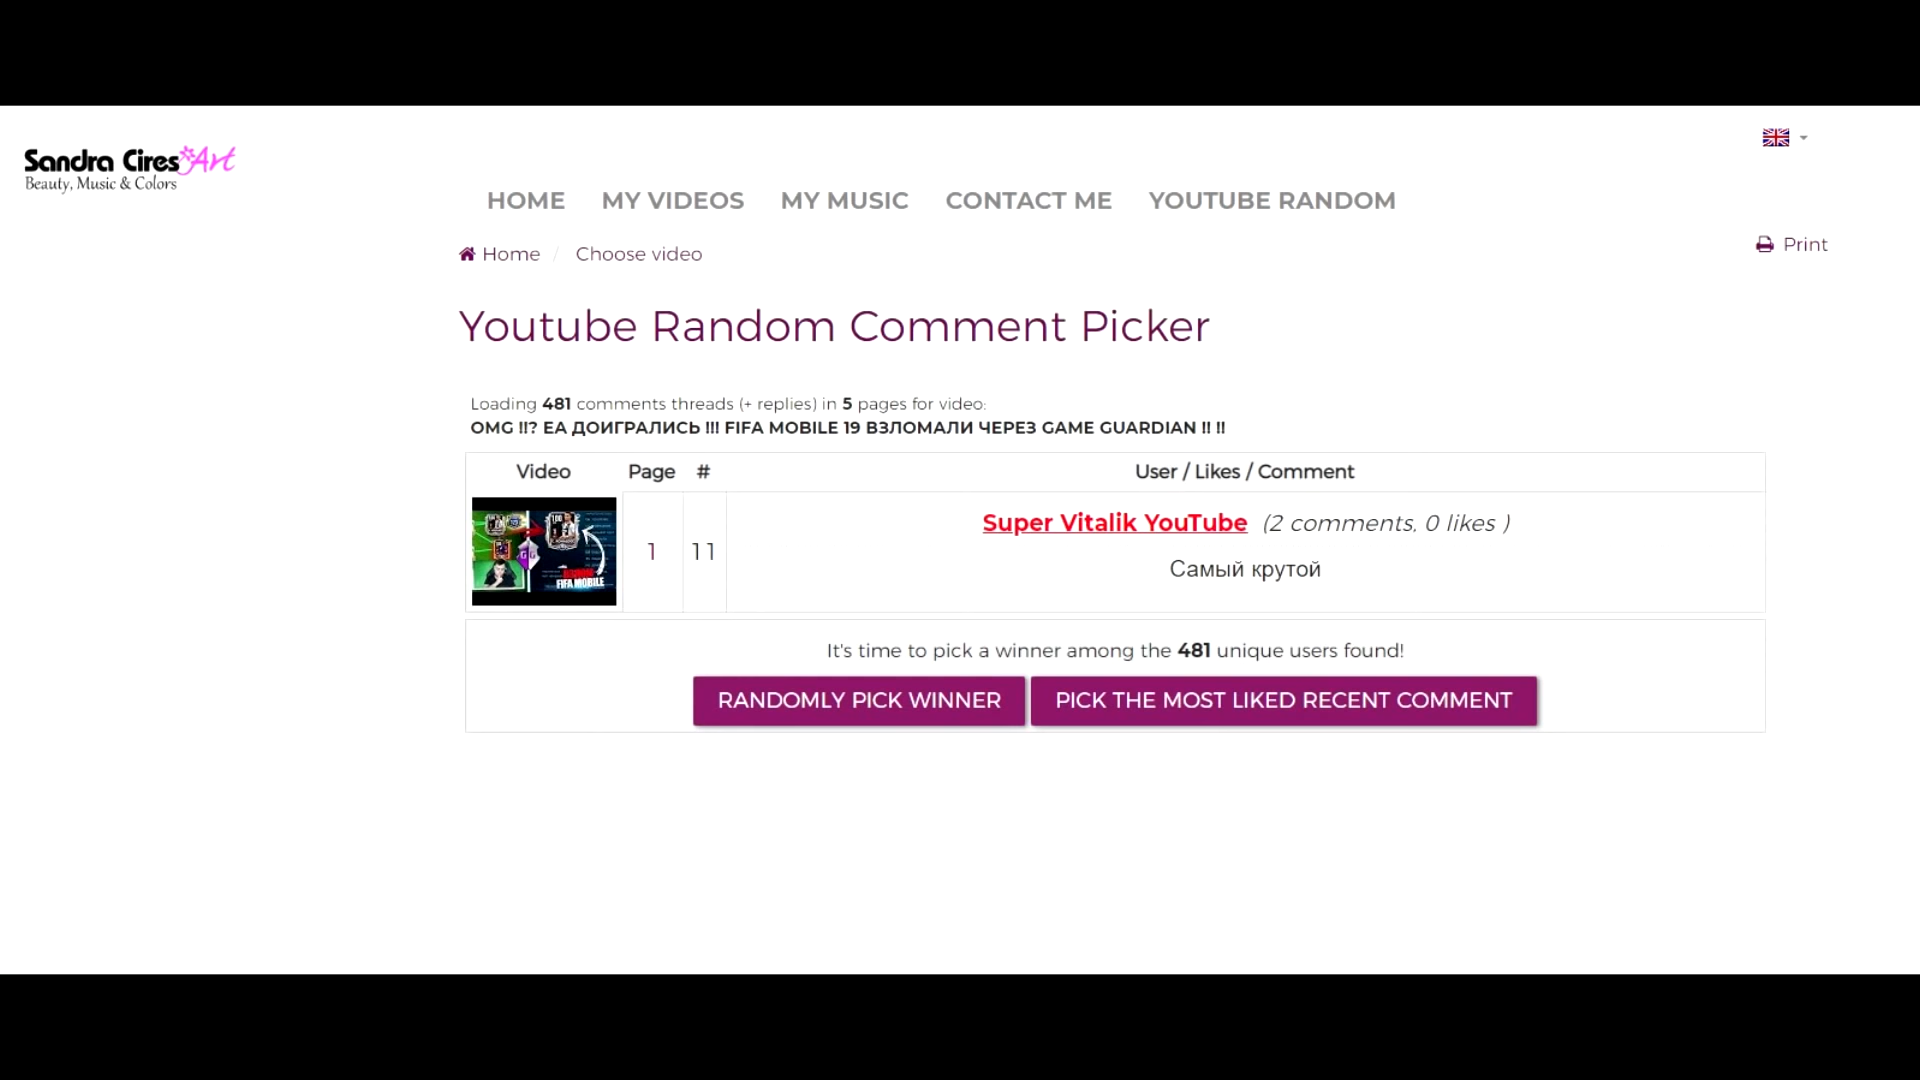 Sandra Cires Art
Beauty, Music & Colors
HOME MY VIDEOS MY MUSIC CONTACT ME YOUTUBE RANDOM
Home / Choose video
Print
Youtube Random Comment Picker
Loading 481 comments threads (+ replies) in 5 pages for video:
OMG !!? EA ДОИГРАЛИСЬ !!! FIFA MOBILE 19 ВЗЛОМАЛИ ЧЕРЕЗ GAME GUARDIAN !! !!
Video Page # User / Likes / Comment
FIFA MOBILE
1 11
Super Vitalik YouTube (2 comments, 0 likes )
Самый крутой
It's time to pick a winner among the 481 unique users found!
RANDOMLY PICK WINNER PICK THE MOST LIKED RECENT COMMENT